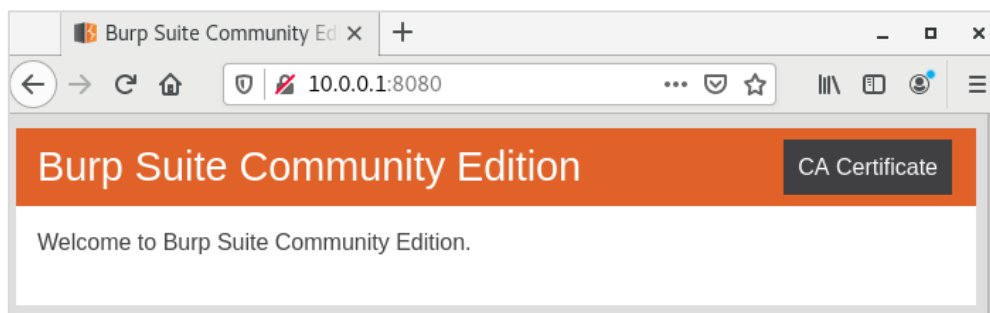 Burp Suite Community Ed
10.0.0.1:8080
Burp Suite Community Edition
CA Certificate
Welcome to Burp Suite Community Edition.